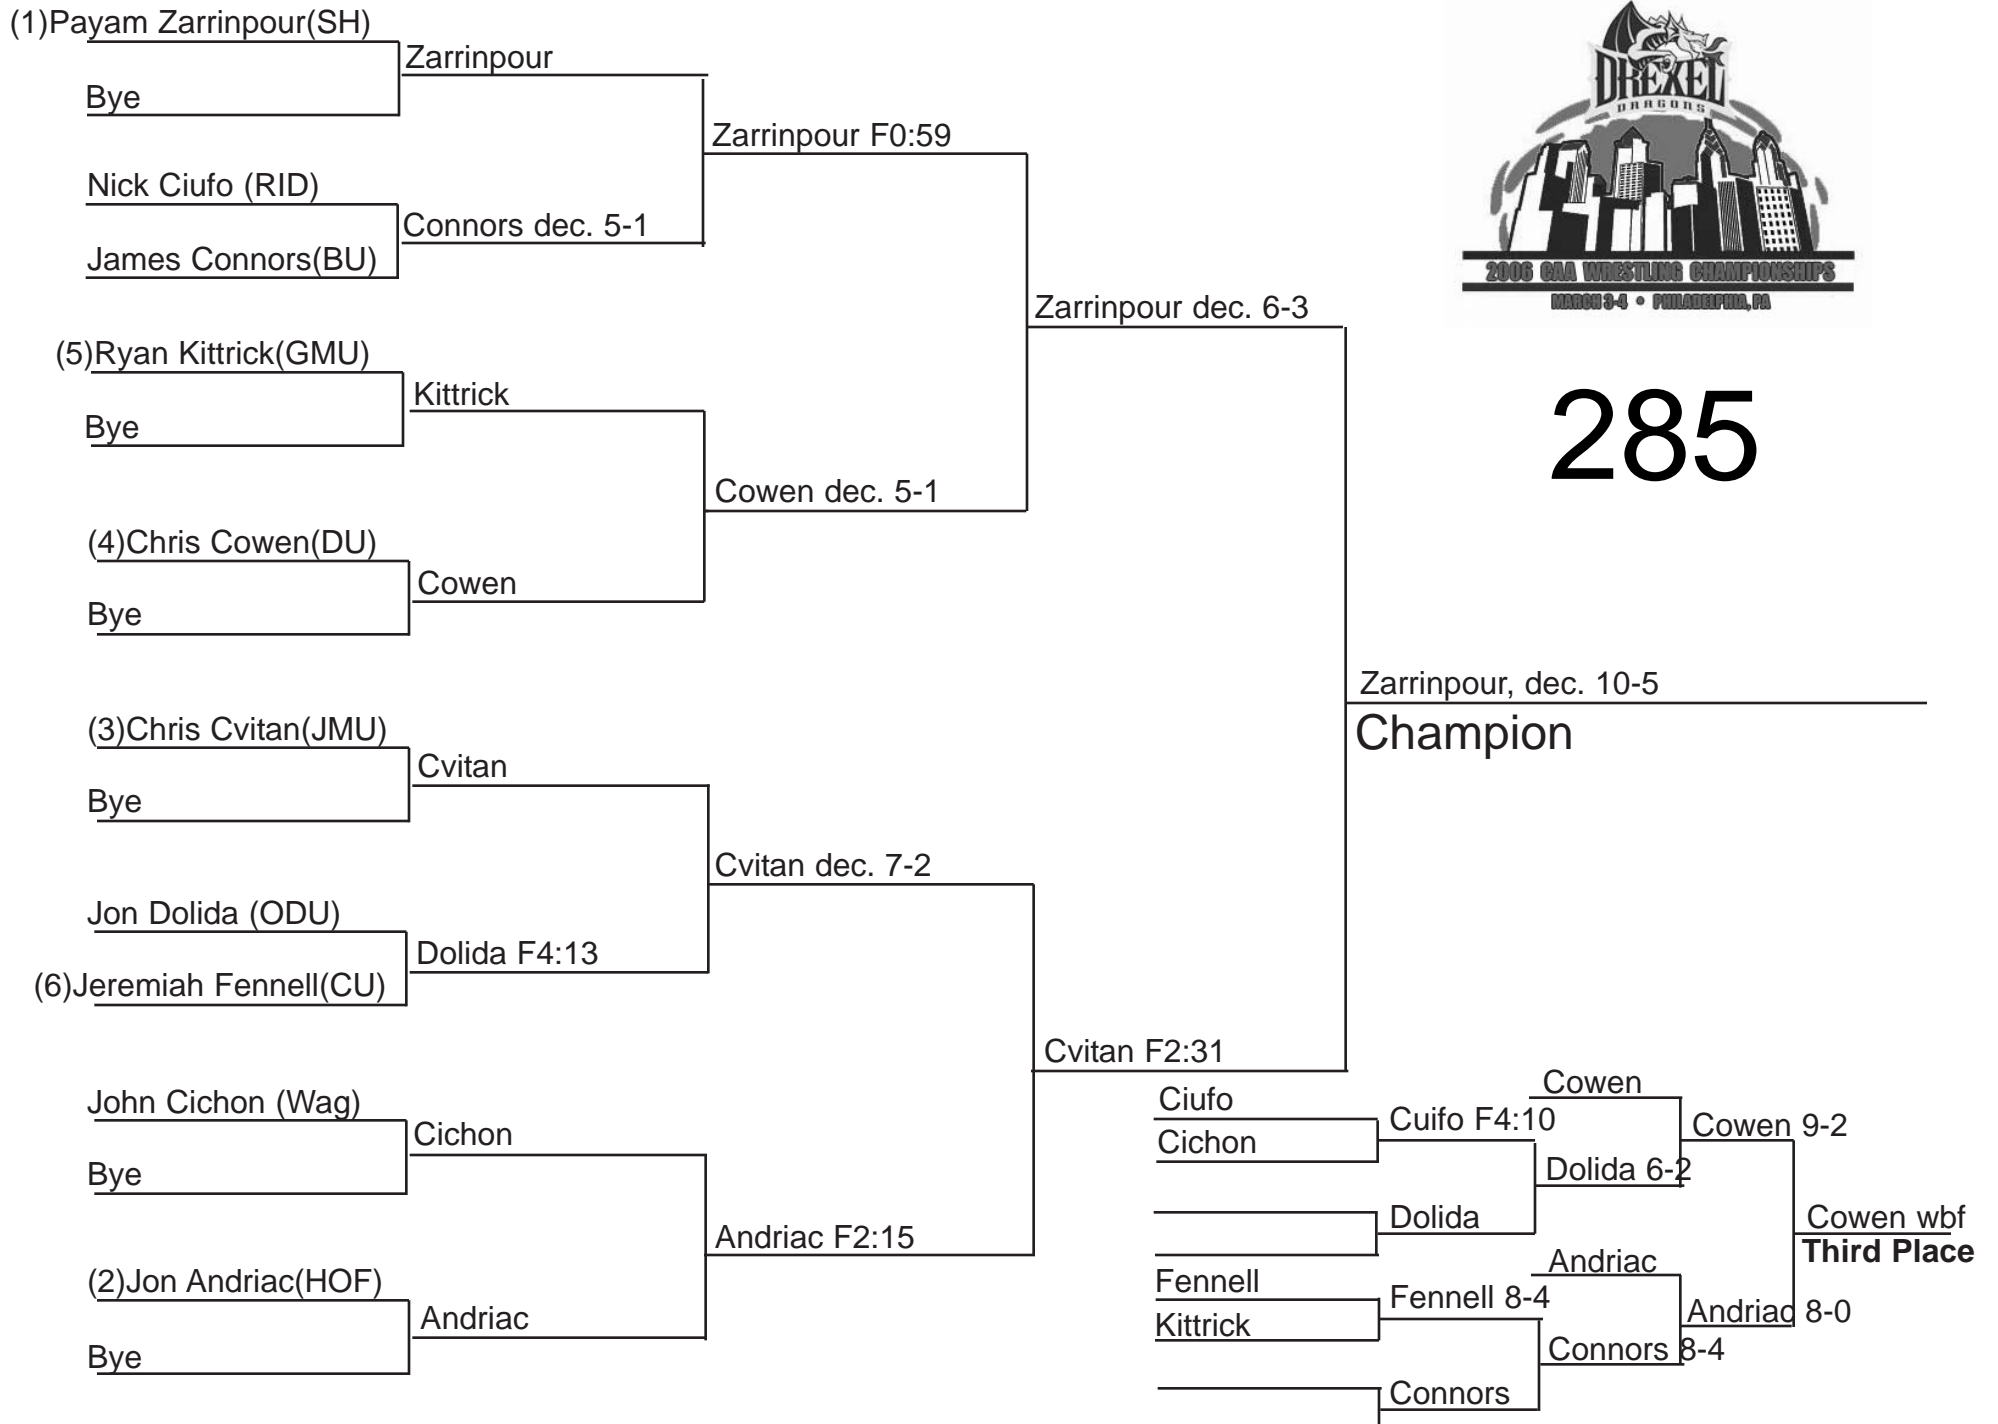 (1)Payam Zarrinpour(SH)
Bye
Nick Ciufo (RID)
James Connors(BU)
(5)Ryan Kittrick(GMU)
Bye
(4)Chris Cowen(DU)
Bye
(3)Chris Cvitan(JMU)
Bye
Jon Dolida (ODU)
(6)Jeremiah Fennell(CU)
John Cichon (Wag)
Bye
(2)Jon Andriac(HOF)
Bye
Zarrinpour
Connors dec. 5-1
Kittrick
Cowen
Cvitan
Dolida F4:13
Cichon
Andriac
Zarrinpour F0:59
Cowen dec. 5-1
Cvitan dec. 7-2
Andriac F2:15
Zarrinpour dec. 6-3
Cvitan F2:31
Zarrinpour, dec. 10-5
Champion
DREXEL
DRAGONS
2006 CAA WRESTLING CHAMPIONSHIPS
MARCH 3-4 • PHILADELPHIA, PA
285
Ciufo
Cichon
Fennell
Kittrick
Cuifo F4:10
Dolida
Fennell 8-4
Connors
Cowen
Dolida 6-2
Andriac
Connors 8-4
Cowen 9-2
Andriac 8-0
Cowen wbf
Third Place